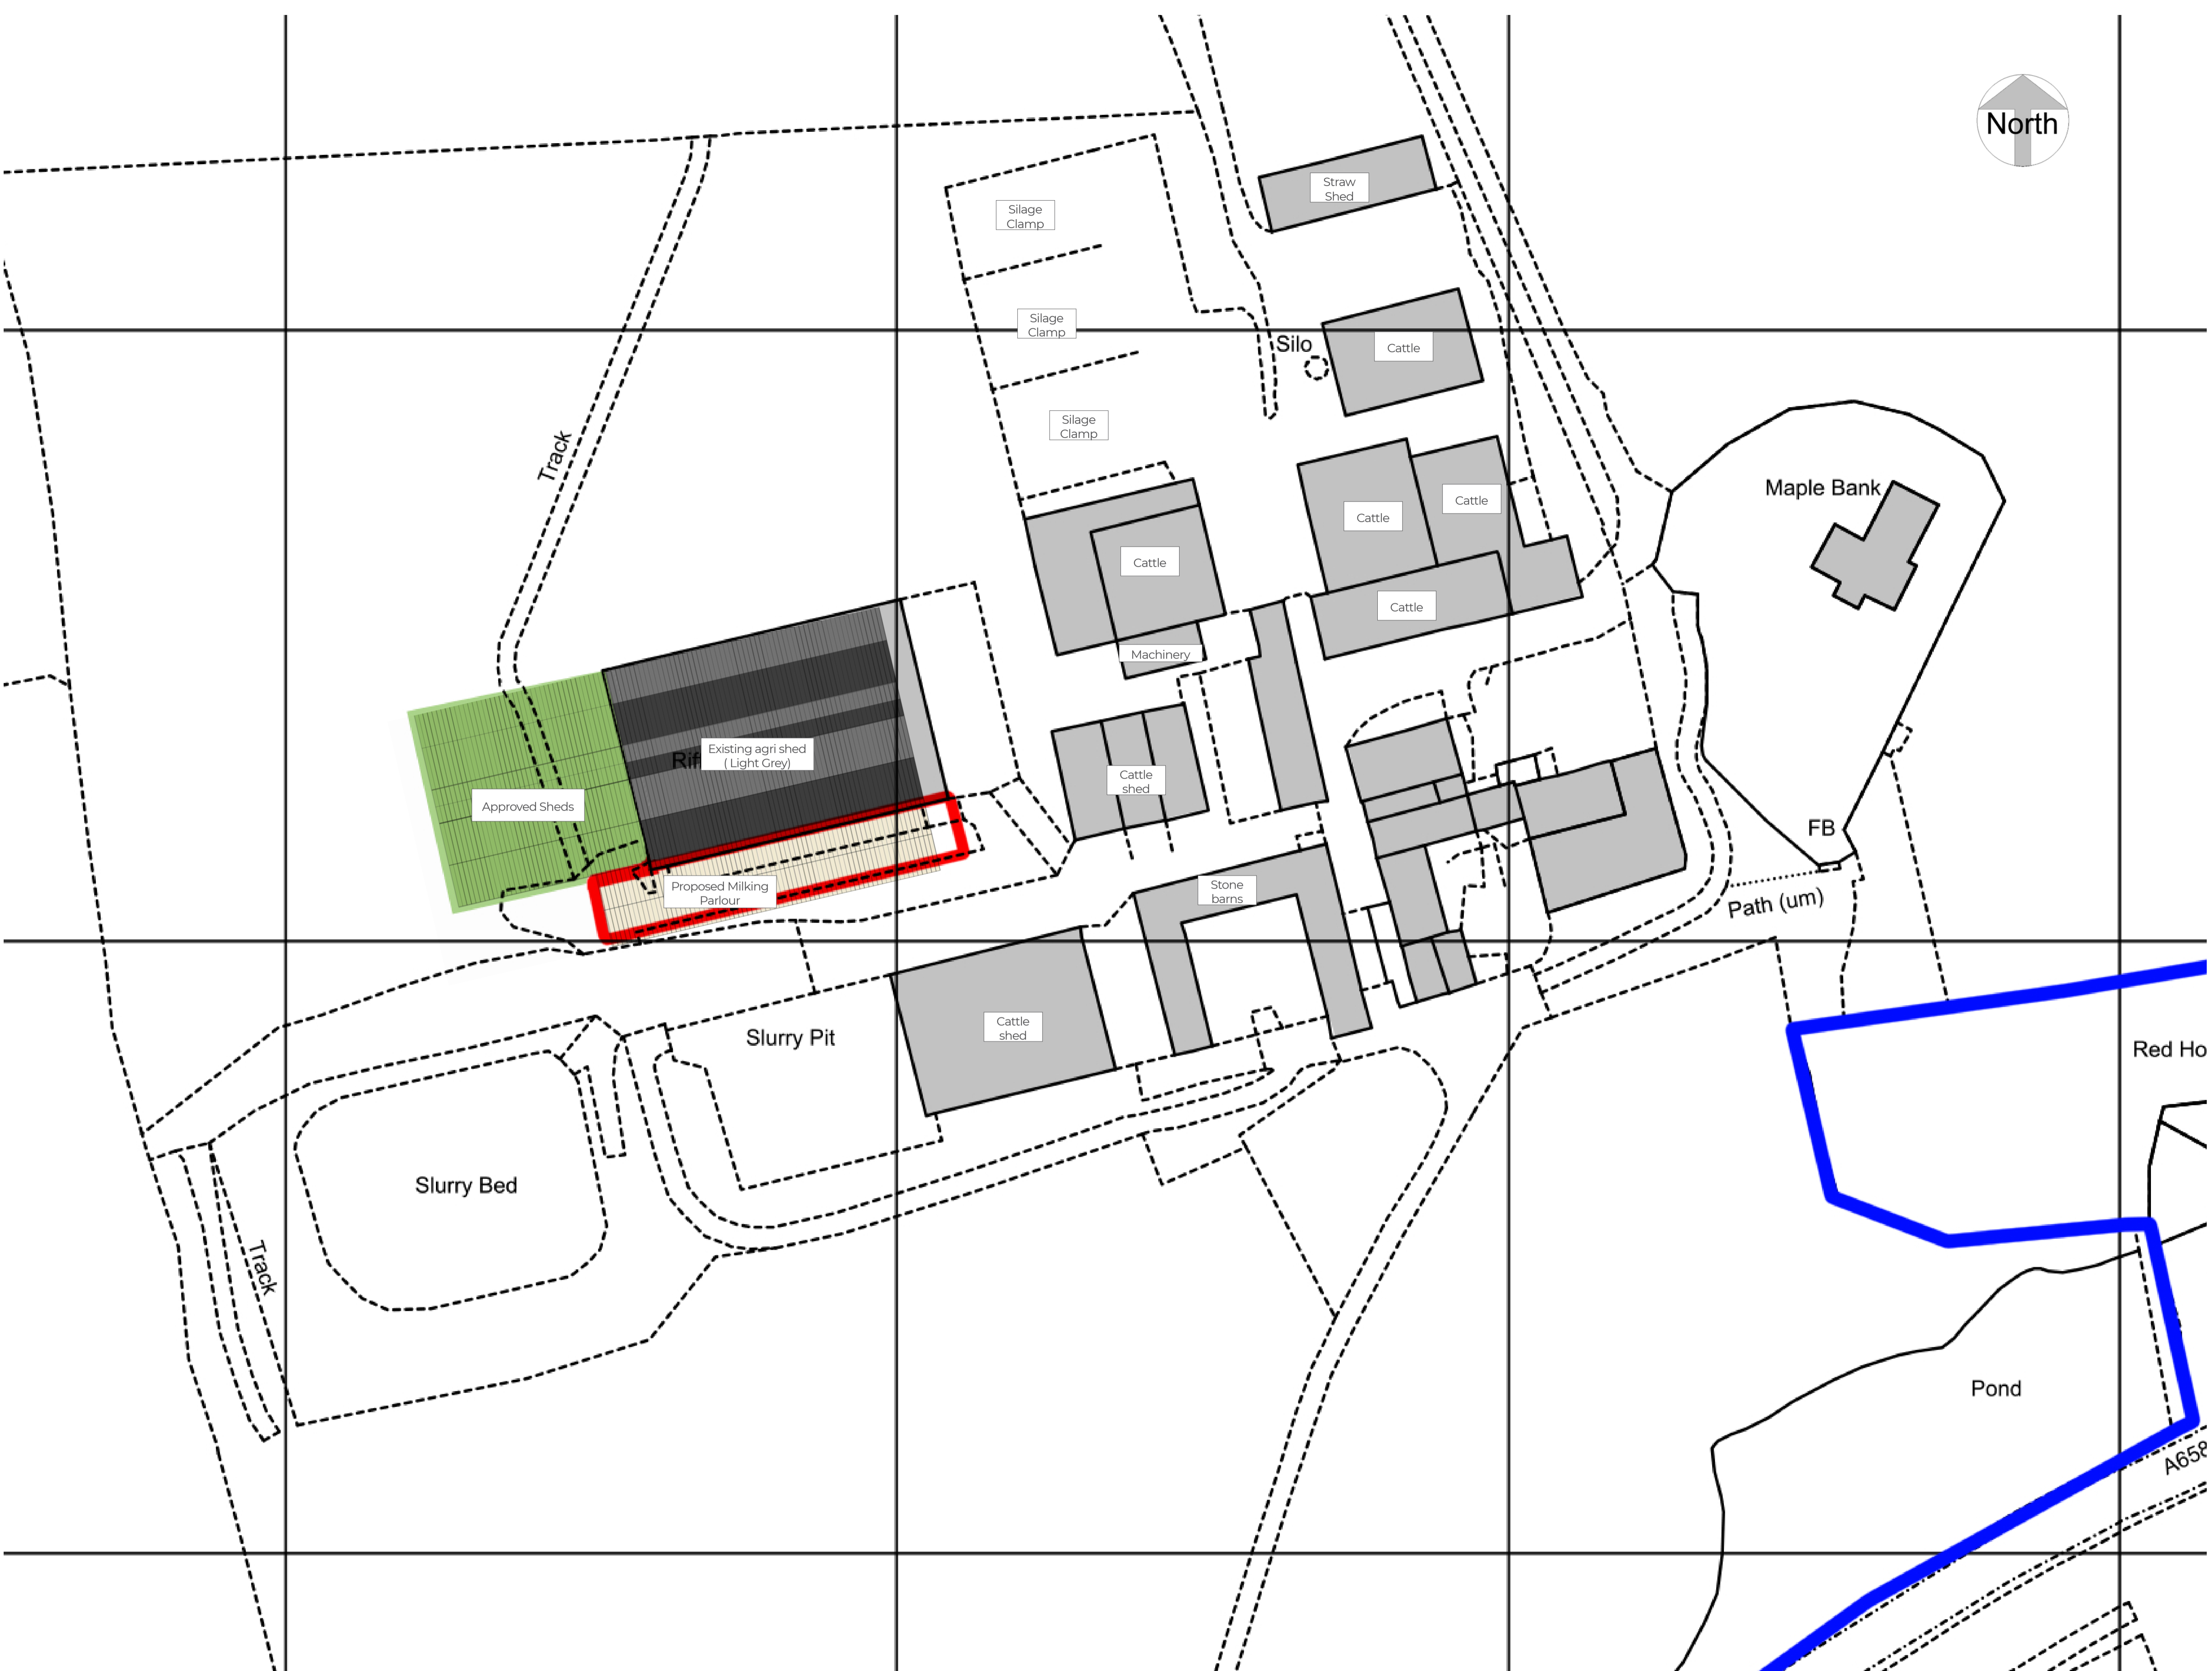 North
Straw
Shed
Silage
Clamp
Silage
Clamp
Silo
Cattle
Silage
Clamp
Track
Maple Bank
Cattle
Cattle
Cattle
Cattle
Machinery
Existing agri shed
( Light Grey)
Rif
Cattle
shed
Approved Sheds
FB
Proposed Milking
Parlour
Stone
barns
Path (um)
Cattle
shed
Slurry Pit
Red Ho
Slurry Bed
Track
Pond
A658